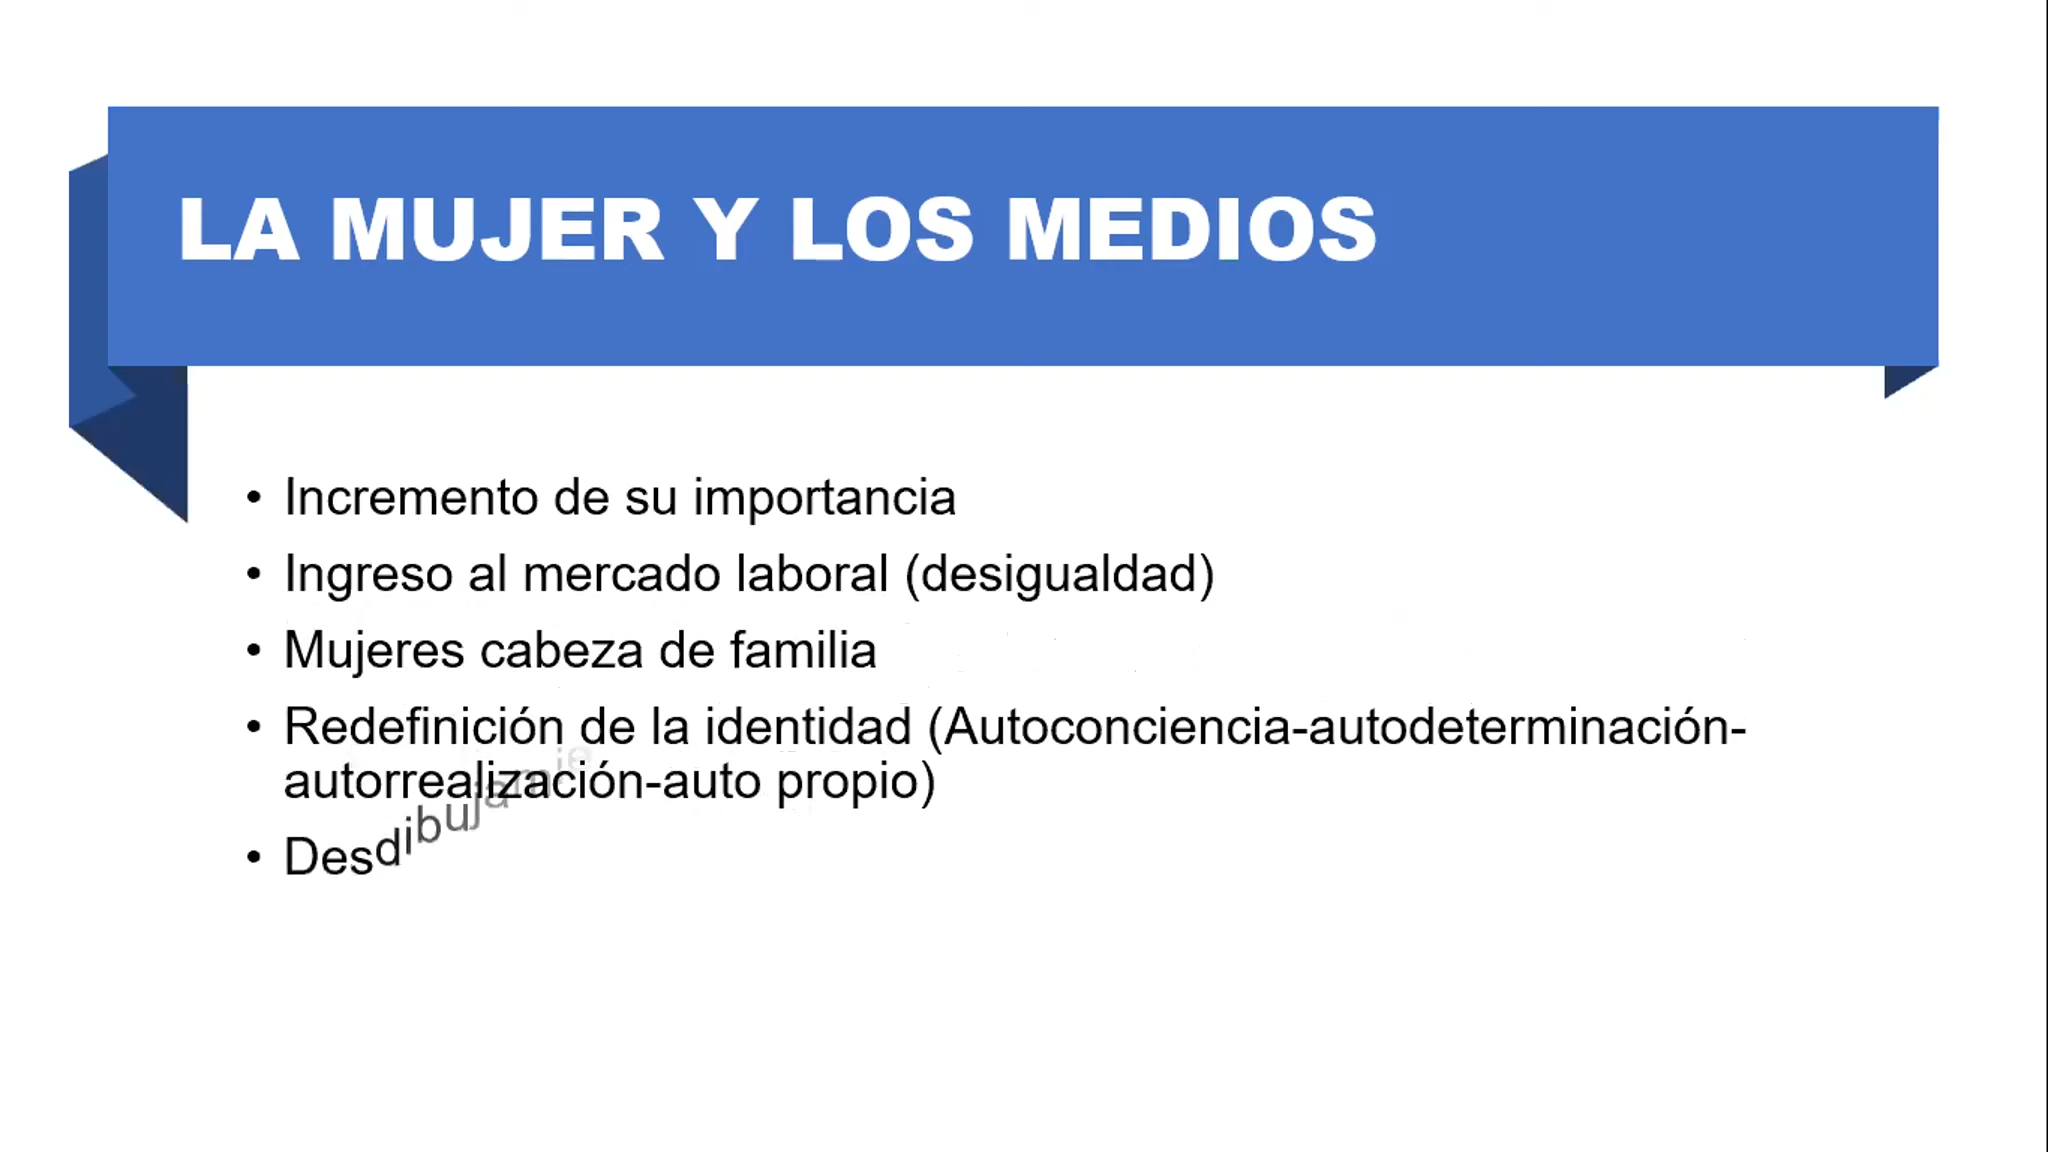 LA MUJER Y LOS MEDIOS
• Incremento de su importancia
• Ingreso al mercado laboral (desigualdad)
• Mujeres cabeza de familia
• Redefinición de la identidad (Autoconciencia-autodeterminación-
autorrealización-auto propio)
• Desdibujamie